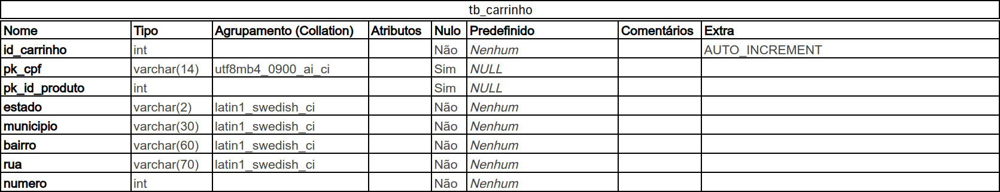 tb_carrinho
Nome Tipo Agrupamento (Collation) Atributos Nulo Predefinido Comentários Extra
id_carrinho int Não Nenhum AUTO_INCREMENT
pk_cpf varchar(14) utf8mb4_0900_ai_ci Sim NULL
pk_id_produto int Sim NULL
estado varchar(2) latin1_swedish_ci Não Nenhum
municipio varchar(30) latin1_swedish_ci Não Nenhum
bairro varchar(60) latin1_swedish_ci Não Nenhum
rua varchar(70) latin1_swedish_ci Não Nenhum
numero int Não Nenhum